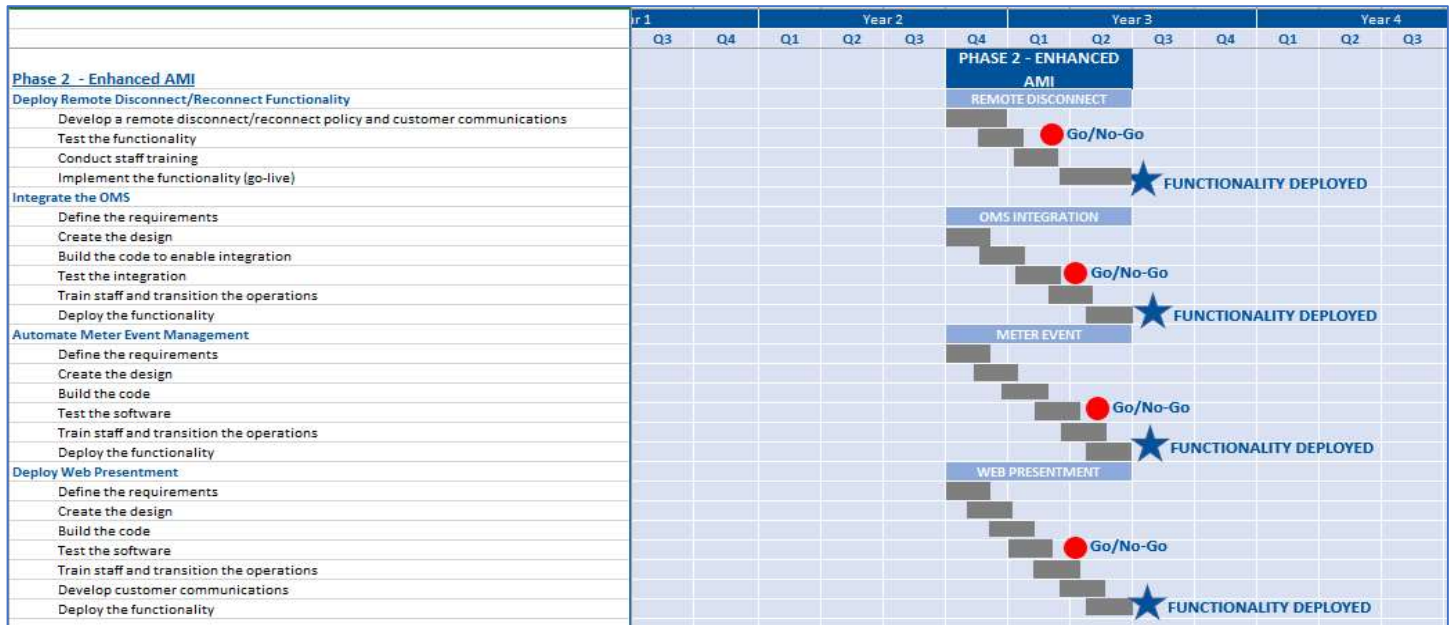 ır 1 Year 2 Year 3 Year 4
Q3 Q4 Q1 Q2 Q3 Q4 Q1 Q2 Q3 Q4 Q1 Q2 Q3
PHASE 2 - ENHANCED
AMI
Phase 2 - Enhanced AMI
Deploy Remote Disconnect/Reconnect Functionality REMOTE DISCONNECT
Develop a remote disconnect/reconnect policy and customer communications
Test the functionality Go/No-Go
Conduct staff training
Implement the functionality (go-live) FUNCTIONALITY DEPLOYED
Integrate the OMS
Define the requirements OMS INTEGRATION
Create the design
Build the code to enable integration
Test the integration Go/No-Go
Train staff and transition the operations
Deploy the functionality FUNCTIONALITY DEPLOYED
Automate Meter Event Management METER EVENT
Define the requirements
Create the design
Build the code
Test the software Go/No-Go
Train staff and transition the operations
Deploy the functionality FUNCTIONALITY DEPLOYED
Deploy Web Presentment WEB PRESENTMENT
Define the requirements
Create the design
Build the code
Test the software Go/No-Go
Train staff and transition the operations
Develop customer communications
Deploy the functionality FUNCTIONALITY DEPLOYED